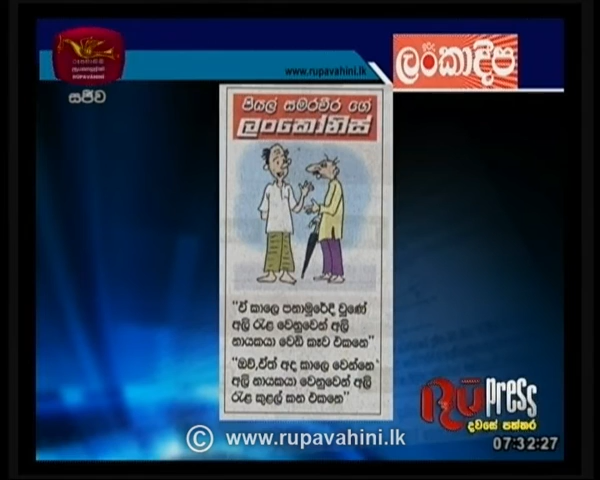 www.rupavahini.lk
ලංකාදීප
සජීව
පියල් සමරවීර ගේ
ලංකෝනිස්
"ඒ කාලෙ පනාමුරේදි වුණේ
අලි රැළ වෙනුවෙන් අලි
නායකයා වෙඩි කෑව එකනෙ"
"ඔව්,ඒත් අද කාලෙ වෙන්නෙ
අලි නායකයා වෙනුවෙන් අලි
රැළ කුළල් කන එකනෙ"
රූpress
දවසේ පත්තර
07:32:27
© www.rupavahini.lk